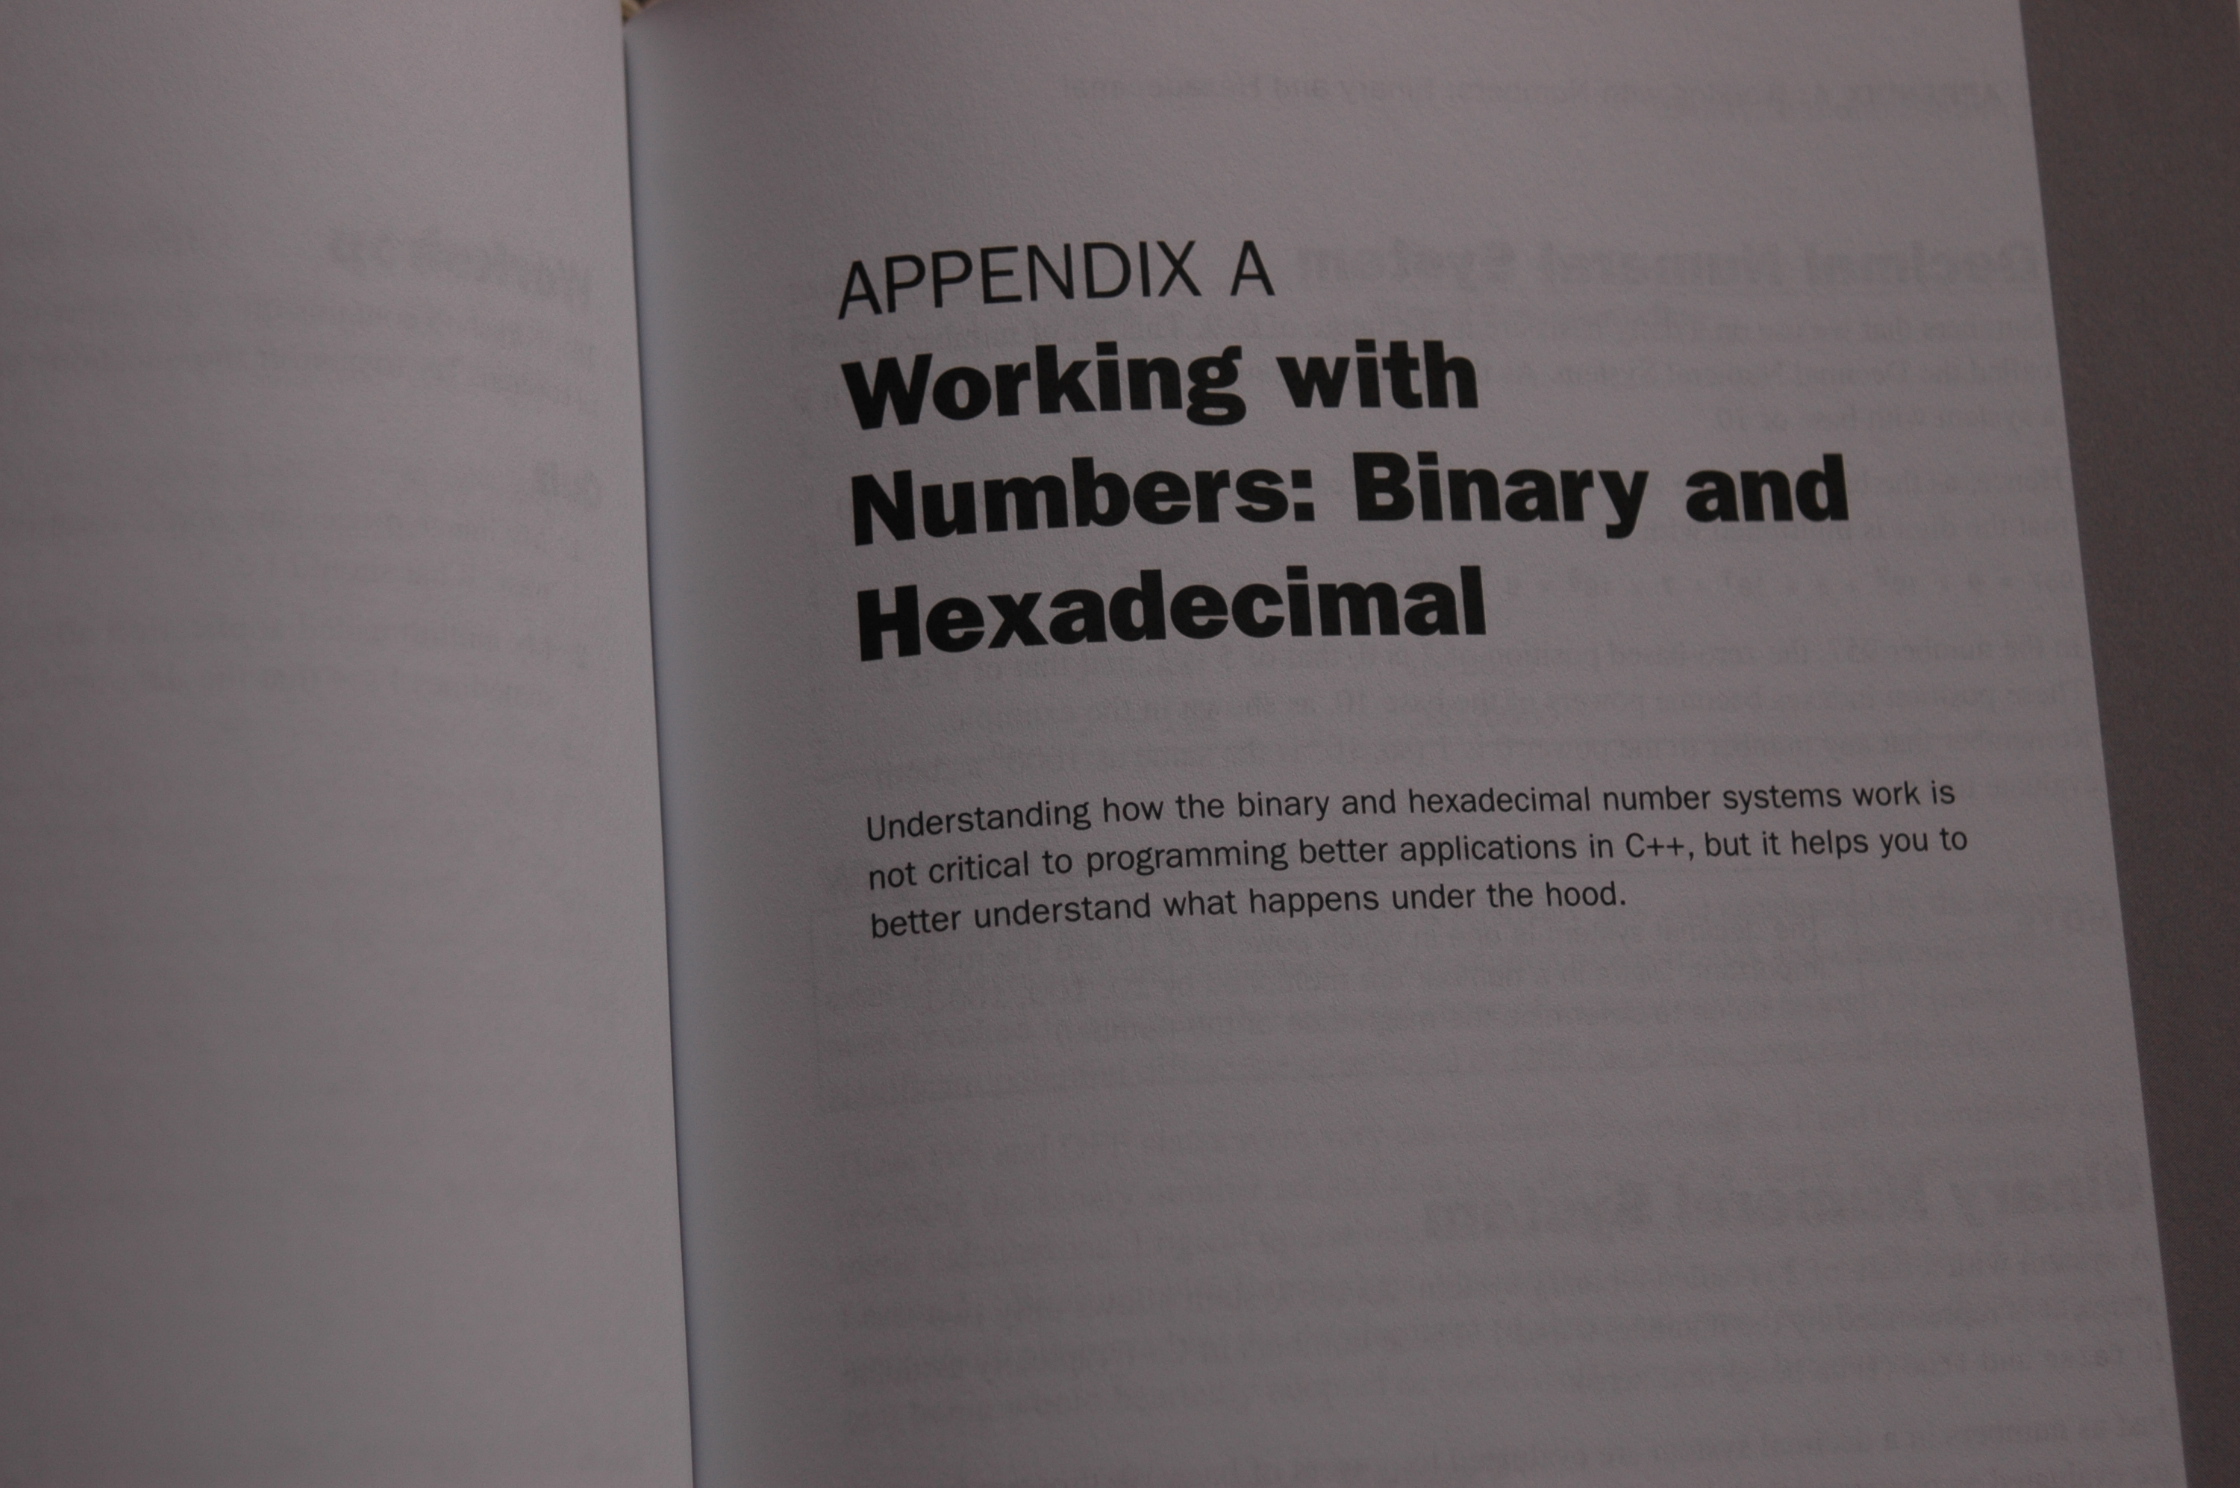 APPENDIX A
Working with
Numbers: Binary and
Hexadecimal
Understanding how the binary and hexadecimal number systems work is
not critical to programming better applications in C++, but it helps you to
better understand what happens under the hood.